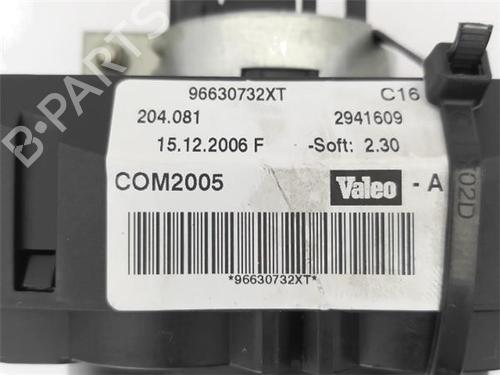 96630732XT C16
204.081 2941609
15.12.2006 F -Soft: 2.30
COM2005 Valeo - A
*96630732XT*
02D
B-PARTS